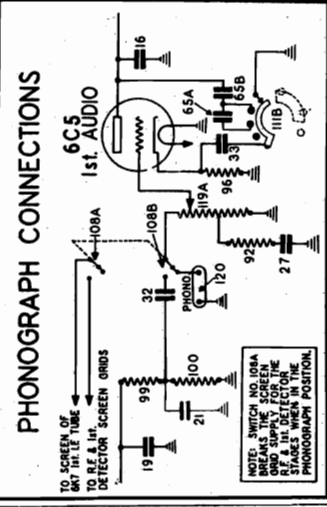 PHONOGRAPH CONNECTIONS
6C5
1st. AUDIO
16
65A
65B
111B
33
96
119A
108A
108B
92
27
120
PHONO
32
TO SCREEN OF
6K7 1st. I.F. TUBE
TO R.F. & 1st.
DETECTOR SCREEN GRIDS
99
100
21
19
NOTE: SWITCH NO. 108A
BREAKS THE SCREEN
GRID SUPPLY FOR THE
R.F. & 1st. DETECTOR
STAGES WHEN IN THE
PHONOGRAPH POSITION.